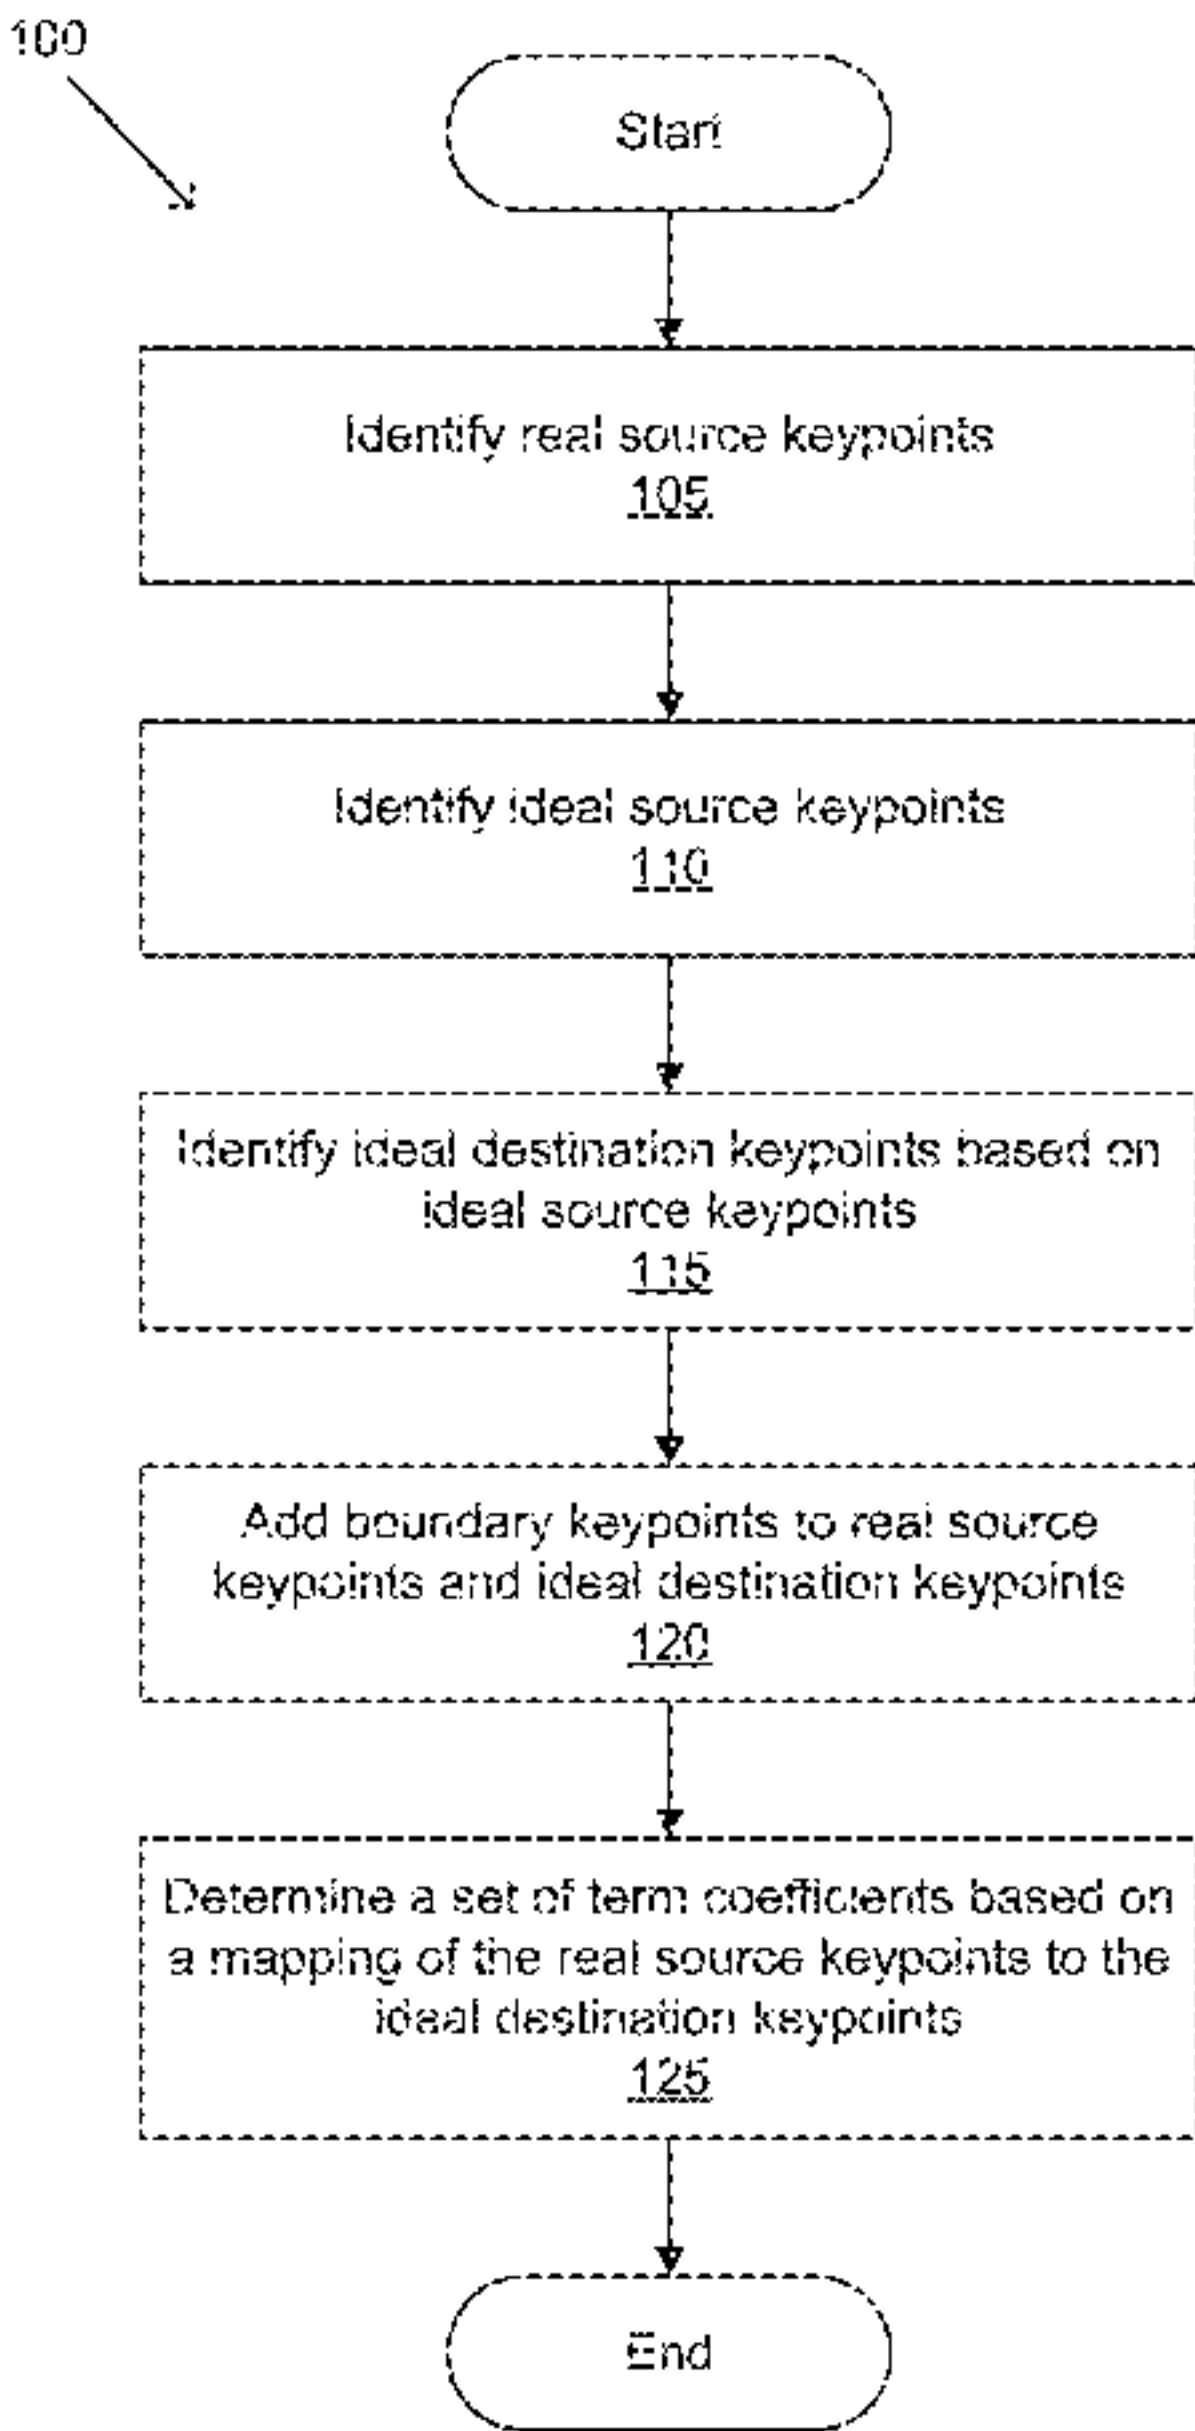 100
Start
Identify real source keypoints
105
Identify ideal source keypoints
110
Identify ideal destination keypoints based on
ideal source keypoints
115
Add boundary keypoints to real source
keypoints and ideal destination keypoints
120
Determine a set of term coefficients based on
a mapping of the real source keypoints to the
ideal destination keypoints
125
End